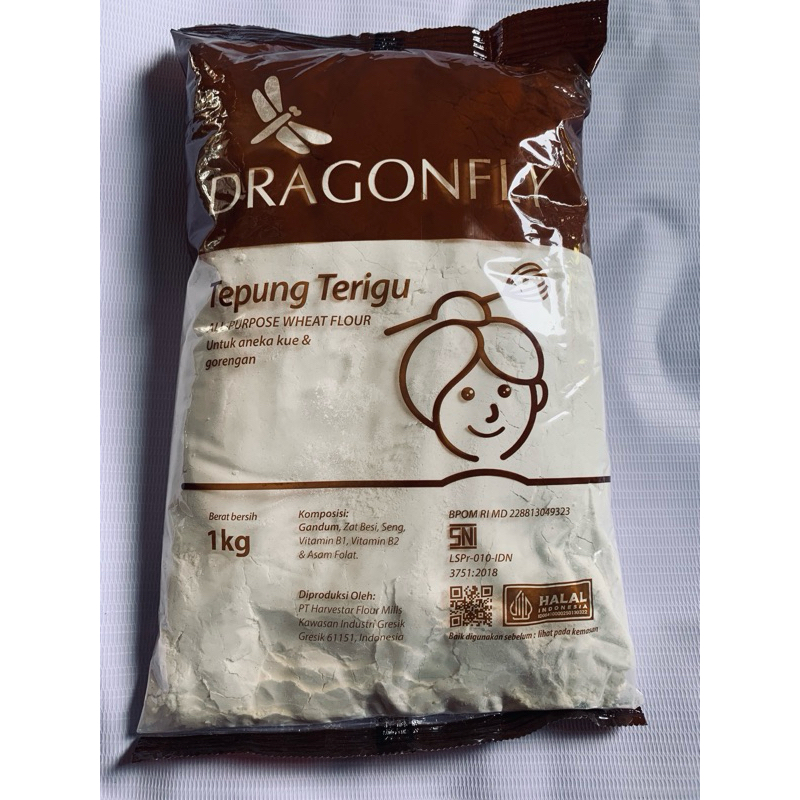 DRAGONFLY
Tepung Terigu
ALL PURPOSE WHEAT FLOUR
Untuk aneka kue &
gorengan
Berat bersih
1kg
Komposisi:
Gandum, Zat Besi, Seng,
Vitamin B1, Vitamin B2
& Asam Folat.
Diproduksi Oleh:
PT Harvestar Flour Mills
Kawasan Industri Gresik
Gresik 61151, Indonesia
BPOM RI MD 228813049323
SNI
LSPr-010-IDN
3751:2018
HALAL
INDONESIA
Baik digunakan sebelum : lihat pada kemasan